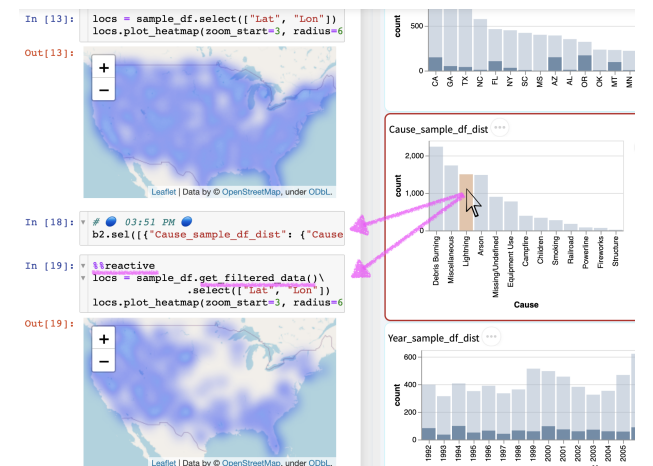 In [13]:
locs = sample_df.select(["Lat", "Lon"])
locs.plot_heatmap(zoom_start=3, radius=6
Out[13]:
+
−
Leaflet | Data by © OpenStreetMap, under ODbL.
In [18]:
# 03:51 PM
b2.sel([{"Cause_sample_df_dist": {"Cause
In [19]:
%%reactive
locs = sample_df.get_filtered_data()\
.select(["Lat", "Lon"])
locs.plot_heatmap(zoom_start=3, radius=6
Out[19]:
+
−
Leaflet | Data by © OpenStreetMap, under ODbL.
count
500
0
CA
GA
TX
NC
FL
NY
SC
MS
AZ
AL
OR
OK
MT
MN
Cause_sample_df_dist
count
2,000
1,000
0
Debris Burning
Miscellaneous
Lightning
Arson
Missing/Undefined
Equipment Use
Campfire
Children
Smoking
Railroad
Powerline
Fireworks
Structure
Cause
Year_sample_df_dist
count
600
400
200
0
1992
1993
1994
1995
1996
1997
1998
1999
2000
2001
2002
2003
2004
2005